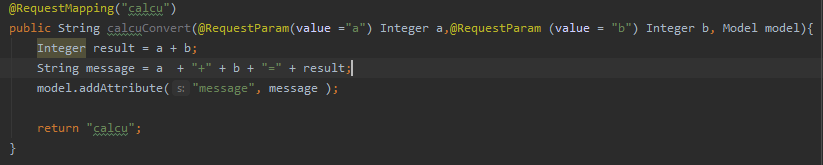 @RequestMapping("calcu")
public String calcuConvert(@RequestParam(value ="a") Integer a,@RequestParam (value = "b") Integer b, Model model){
Integer result = a + b;
String message = a  + "+" + b + "=" + result;
model.addAttribute( s: "message", message );
return "calcu";
}